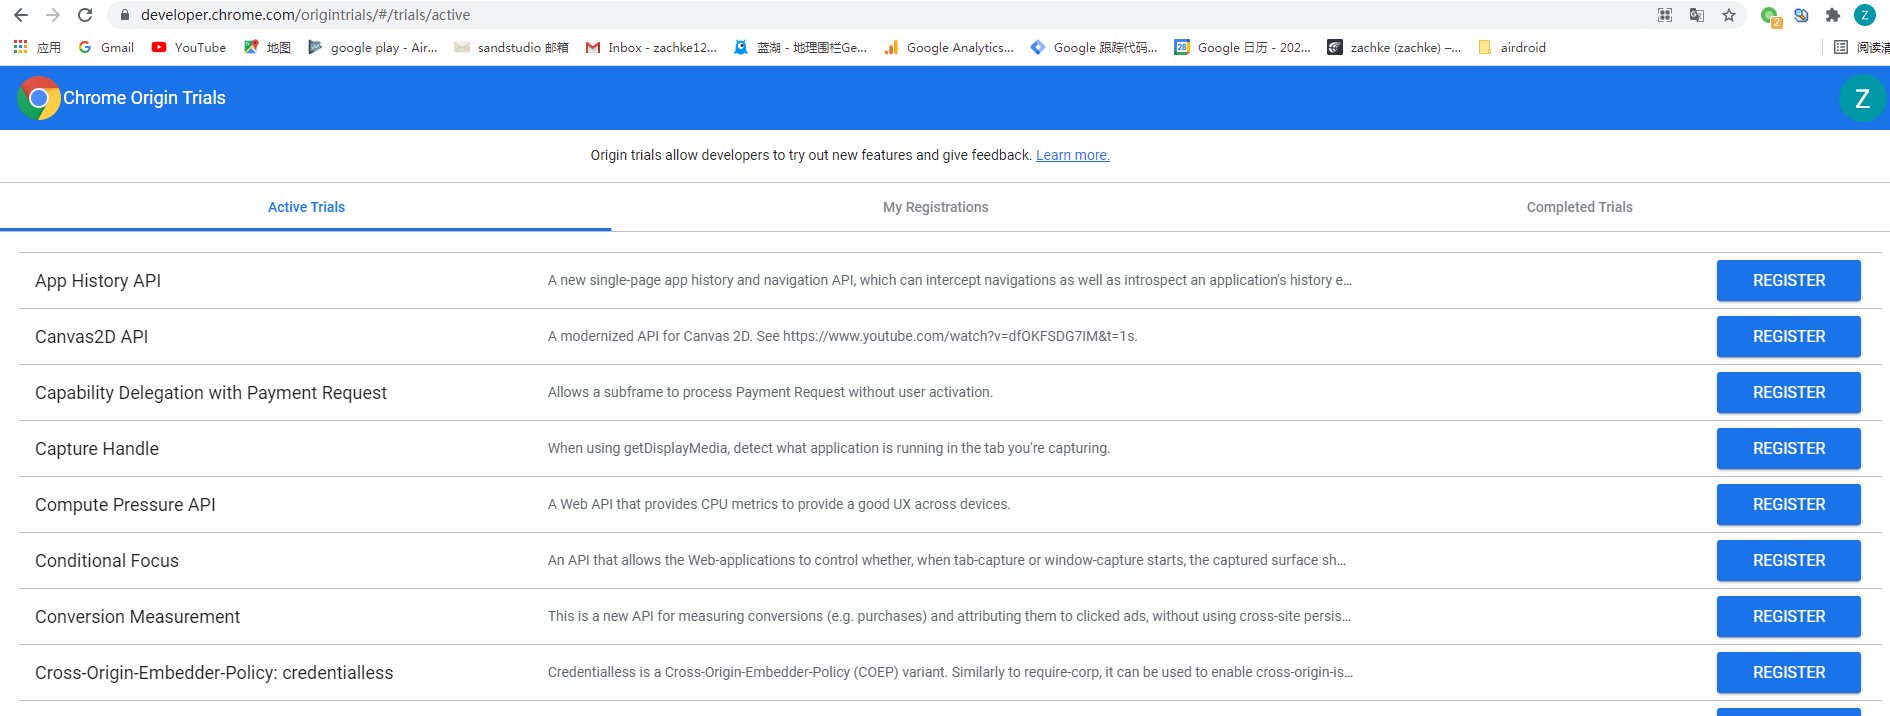 developer.chrome.com/origintrials/#/trials/active
2
Z
应用
Gmail
YouTube
地图
google play - Air...
sandstudio 邮箱
Inbox - zachke12...
蓝湖 - 地理围栏Ge...
Google Analytics...
Google 跟踪代码...
28
Google 日历 - 202...
zachke (zachke) –...
airdroid
阅读清
Chrome Origin Trials
Z
Origin trials allow developers to try out new features and give feedback. Learn more.
Active Trials
My Registrations
Completed Trials
App History API
A new single-page app history and navigation API, which can intercept navigations as well as introspect an application's history e...
REGISTER
Canvas2D API
A modernized API for Canvas 2D. See https://www.youtube.com/watch?v=dfOKFSDG7IM&t=1s.
REGISTER
Capability Delegation with Payment Request
Allows a subframe to process Payment Request without user activation.
REGISTER
Capture Handle
When using getDisplayMedia, detect what application is running in the tab you're capturing.
REGISTER
Compute Pressure API
A Web API that provides CPU metrics to provide a good UX across devices.
REGISTER
Conditional Focus
An API that allows the Web-applications to control whether, when tab-capture or window-capture starts, the captured surface sh...
REGISTER
Conversion Measurement
This is a new API for measuring conversions (e.g. purchases) and attributing them to clicked ads, without using cross-site persis...
REGISTER
Cross-Origin-Embedder-Policy: credentialless
Credentialless is a Cross-Origin-Embedder-Policy (COEP) variant. Similarly to require-corp, it can be used to enable cross-origin-is...
REGISTER